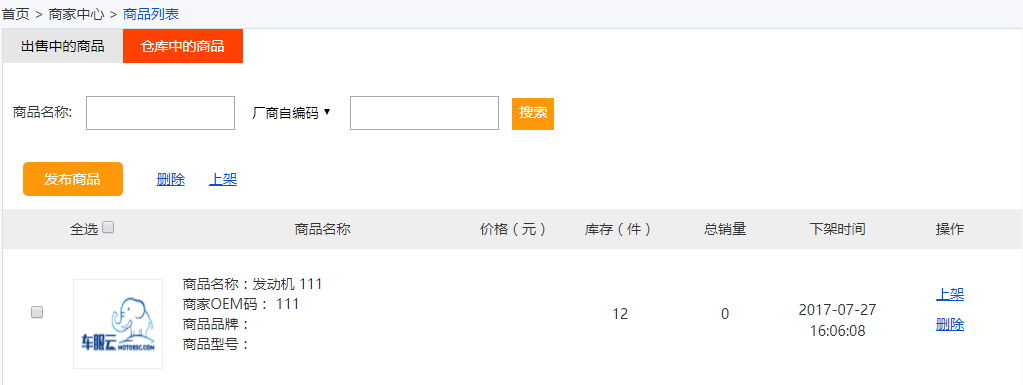 首页 > 商家中心 > 商品列表
出售中的商品 仓库中的商品
商品名称: 厂商自编码 ▼ 搜索
发布商品 删除 上架
全选 商品名称 价格（元） 库存（件） 总销量 下架时间 操作
商品名称：发动机 111
商家OEM码： 111
商品品牌：
商品型号：
车服云 MOTORSC.COM
12 0 2017-07-27
16:06:08
上架
删除